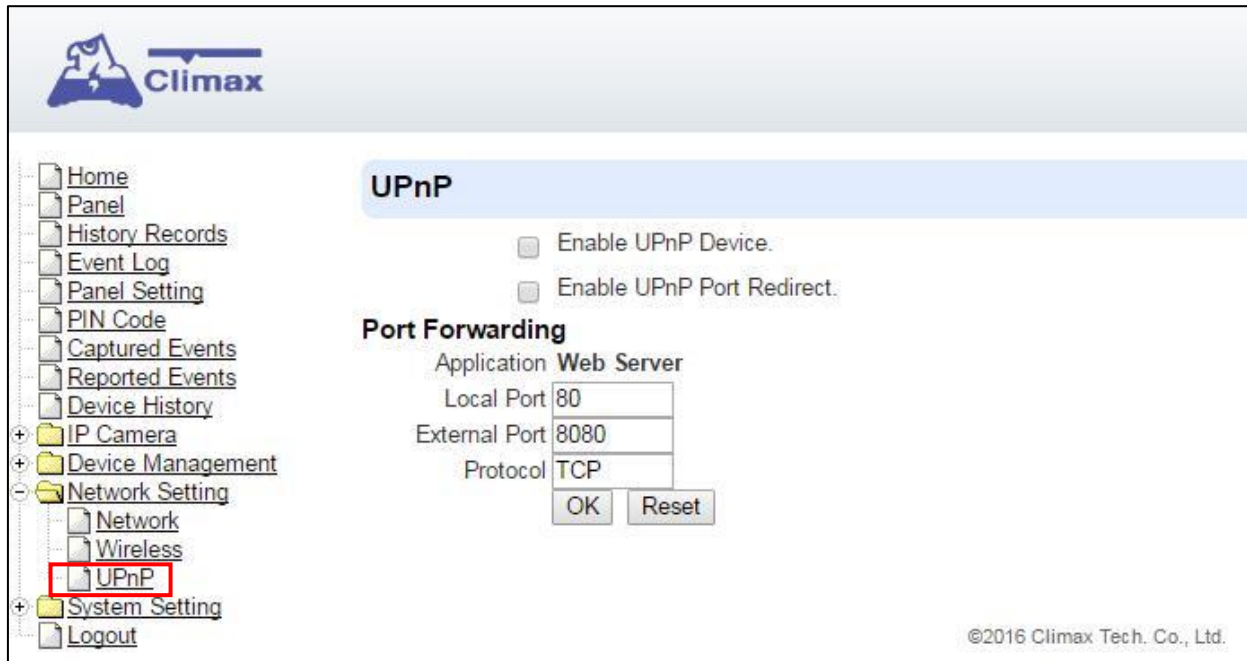 Climax
Home
Panel
History Records
Event Log
Panel Setting
PIN Code
Captured Events
Reported Events
Device History
IP Camera
Device Management
Network Setting
Network
Wireless
UPnP
System Setting
Logout
UPnP
Enable UPnP Device.
Enable UPnP Port Redirect.
Port Forwarding
Application Web Server
Local Port 80
External Port 8080
Protocol TCP
OK Reset
©2016 Climax Tech. Co., Ltd.